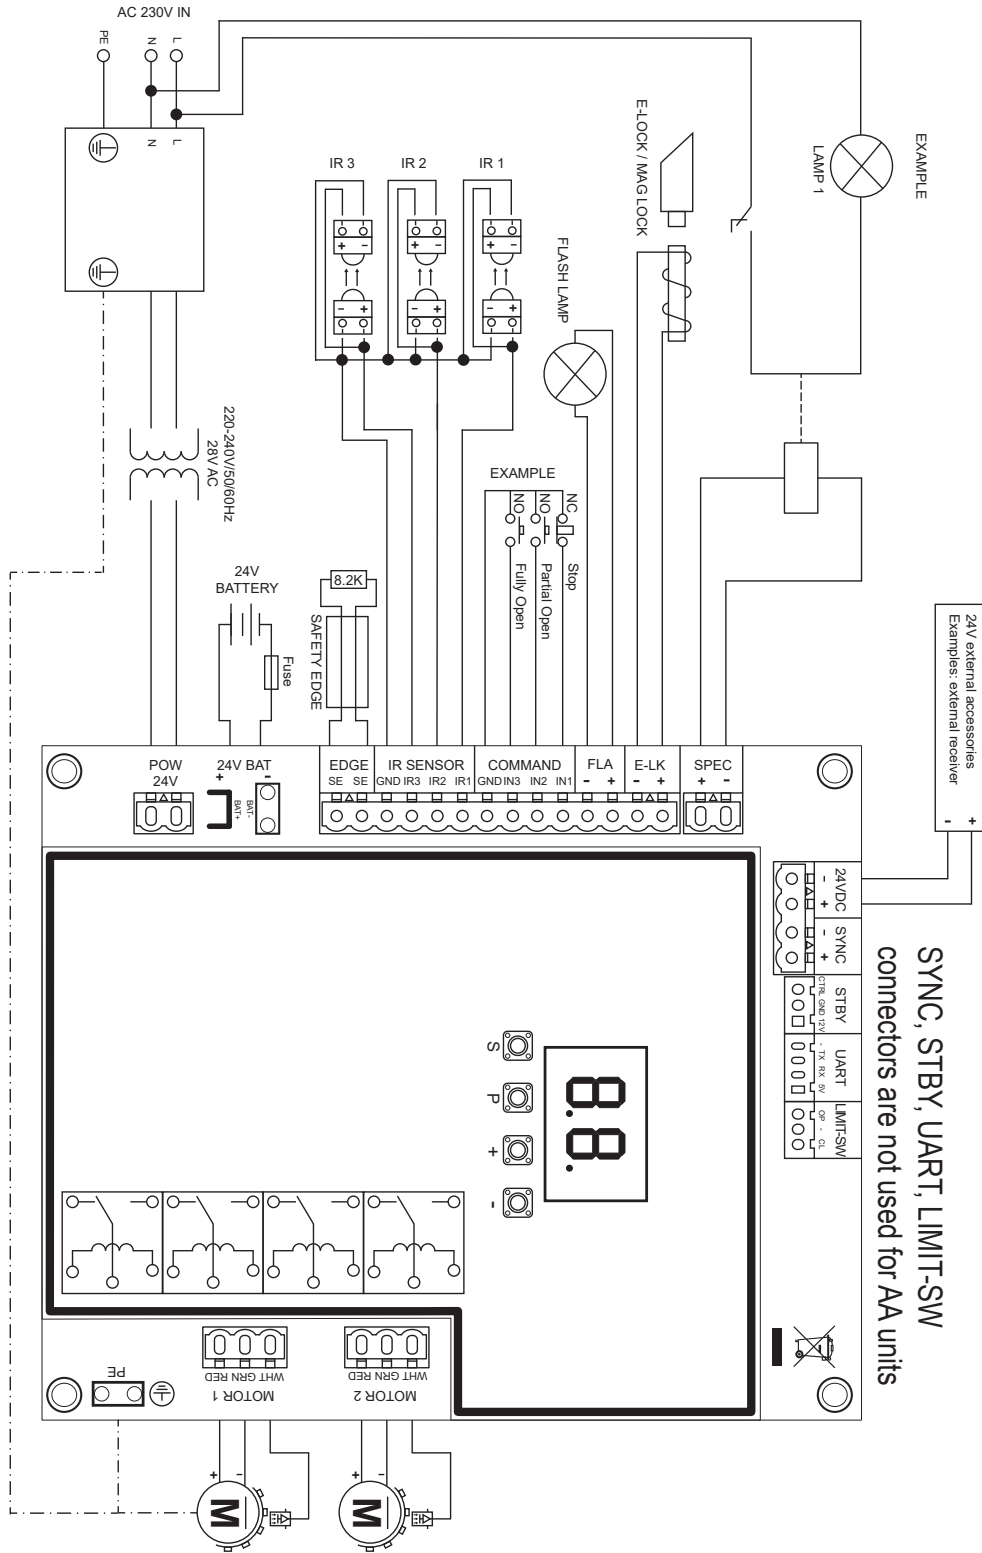 AC 230V IN
PE
N
L
N
L
EXAMPLE
LAMP 1
E-LOCK / MAG LOCK
IR 3
IR 2
IR 1
+ -
+ -
+ -
- +
- +
- +
FLASH LAMP
220-240V/50/60Hz
28V AC
EXAMPLE
NO
NO
NC
Fully Open
Partial Open
Stop
24V
BATTERY
Fuse
8.2K
SAFETY EDGE
24V external accessories
Examples: external receiver
- +
POW
24V
24V BAT
+ -
BAT+
BAT-
EDGE
SE SE
IR SENSOR
GND IR3 IR2 IR1
COMMAND
GND IN3 IN2 IN1
FLA
- +
E-LK
- +
SPEC
+ -
24VDC
- +
SYNC
- +
STBY
CTRL GND 12V
UART
- TX RX 5V
LIMIT-SW
OP - CL
SYNC, STBY, UART, LIMIT-SW
connectors are not used for AA units
8.8.
S
P
+
-
PE
WHT GRN RED
MOTOR 1
WHT GRN RED
MOTOR 2
+ -
M
+ -
M